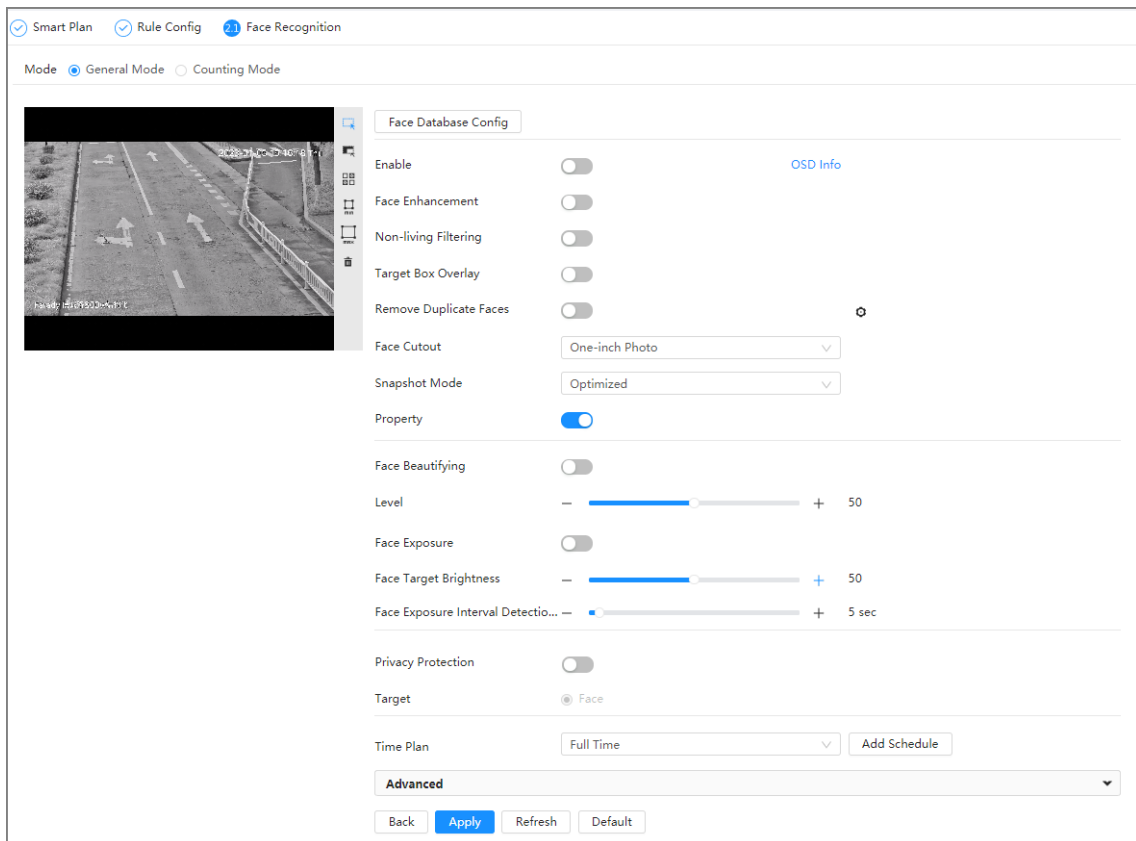 Smart Plan Rule Config 2.1 Face Recognition
Mode General Mode Counting Mode
Face Database Config
Enable OSD Info
Face Enhancement
Non-living Filtering
Target Box Overlay
Remove Duplicate Faces
Face Cutout One-inch Photo
Snapshot Mode Optimized
Property
Face Beautifying
Level 50
Face Exposure
Face Target Brightness 50
Face Exposure Interval Detectio... 5 sec
Privacy Protection
Target Face
Time Plan Full Time Add Schedule
Advanced
Back Apply Refresh Default